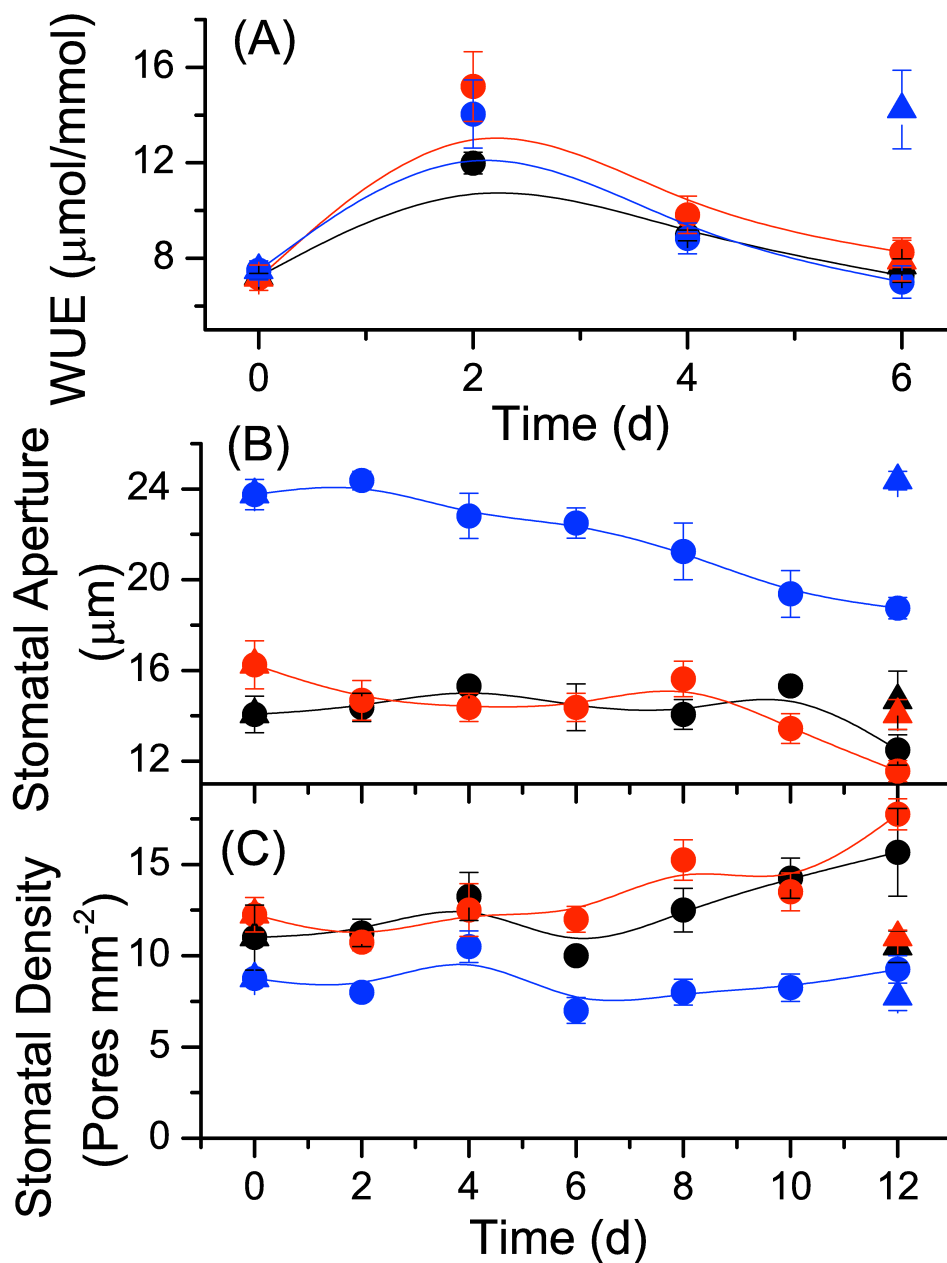 (A)
WUE (μmol/mmol)
16
12
8
0 2 4 6
Time (d)
(B)
Stomatal Aperture
(μm)
24
20
16
12
(C)
Stomatal Density
(Pores mm⁻²)
15
10
5
0
0 2 4 6 8 10 12
Time (d)